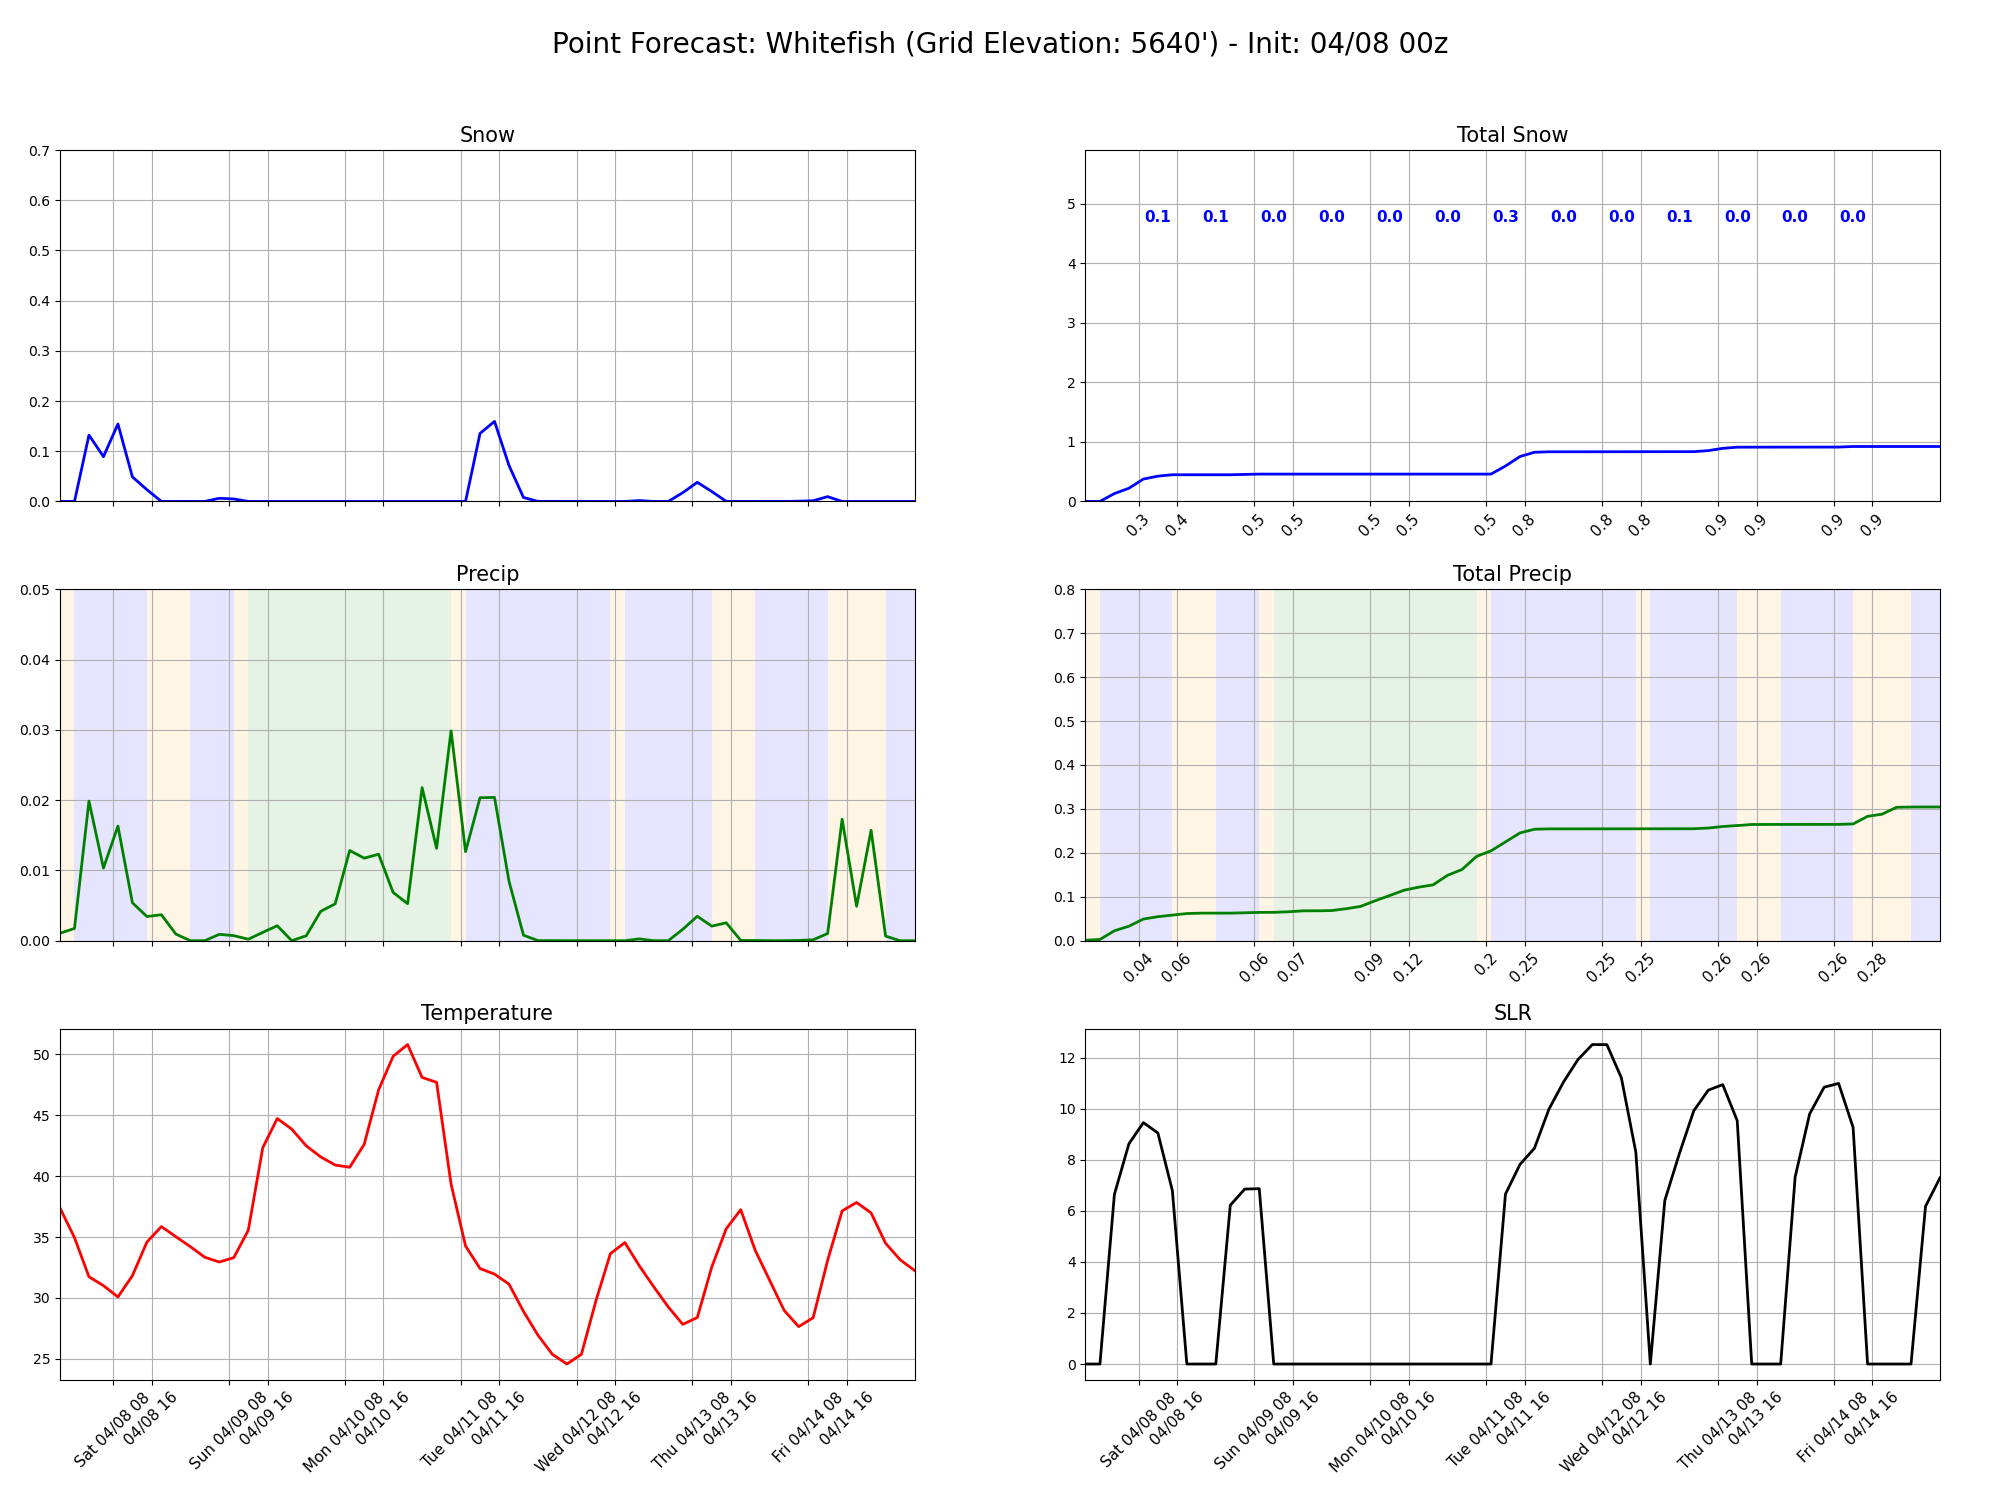 Point Forecast: Whitefish (Grid Elevation: 5640') - Init: 04/08 00z
Snow
0.7
0.6
0.5
0.4
0.3
0.2
0.1
0.0
Total Snow
5
4
3
2
1
0
0.1 0.1 0.0 0.0 0.0 0.0 0.3 0.0 0.0 0.1 0.0 0.0 0.0
0.3 0.4 0.5 0.5 0.5 0.5 0.5 0.8 0.8 0.8 0.9 0.9 0.9 0.9
Precip
0.05
0.04
0.03
0.02
0.01
0.00
Total Precip
0.8
0.7
0.6
0.5
0.4
0.3
0.2
0.1
0.0
0.04 0.06 0.06 0.07 0.09 0.12 0.2 0.25 0.25 0.25 0.26 0.26 0.26 0.28
Temperature
50
45
40
35
30
25
Sat 04/08 08
04/08 16
Sun 04/09 08
04/09 16
Mon 04/10 08
04/10 16
Tue 04/11 08
04/11 16
Wed 04/12 08
04/12 16
Thu 04/13 08
04/13 16
Fri 04/14 08
04/14 16
SLR
12
10
8
6
4
2
0
Sat 04/08 08
04/08 16
Sun 04/09 08
04/09 16
Mon 04/10 08
04/10 16
Tue 04/11 08
04/11 16
Wed 04/12 08
04/12 16
Thu 04/13 08
04/13 16
Fri 04/14 08
04/14 16